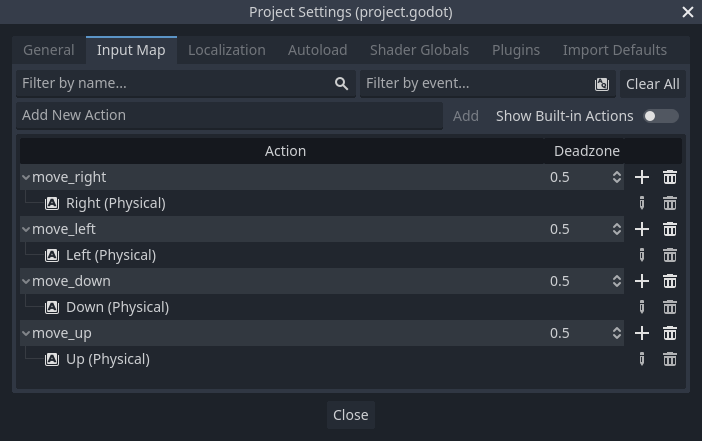 Project Settings (project.godot)
General Input Map Localization Autoload Shader Globals Plugins Import Defaults
Filter by name... Filter by event... Clear All
Add New Action Add Show Built-in Actions
Action Deadzone
move_right 0.5
A Right (Physical)
move_left 0.5
A Left (Physical)
move_down 0.5
A Down (Physical)
move_up 0.5
A Up (Physical)
Close